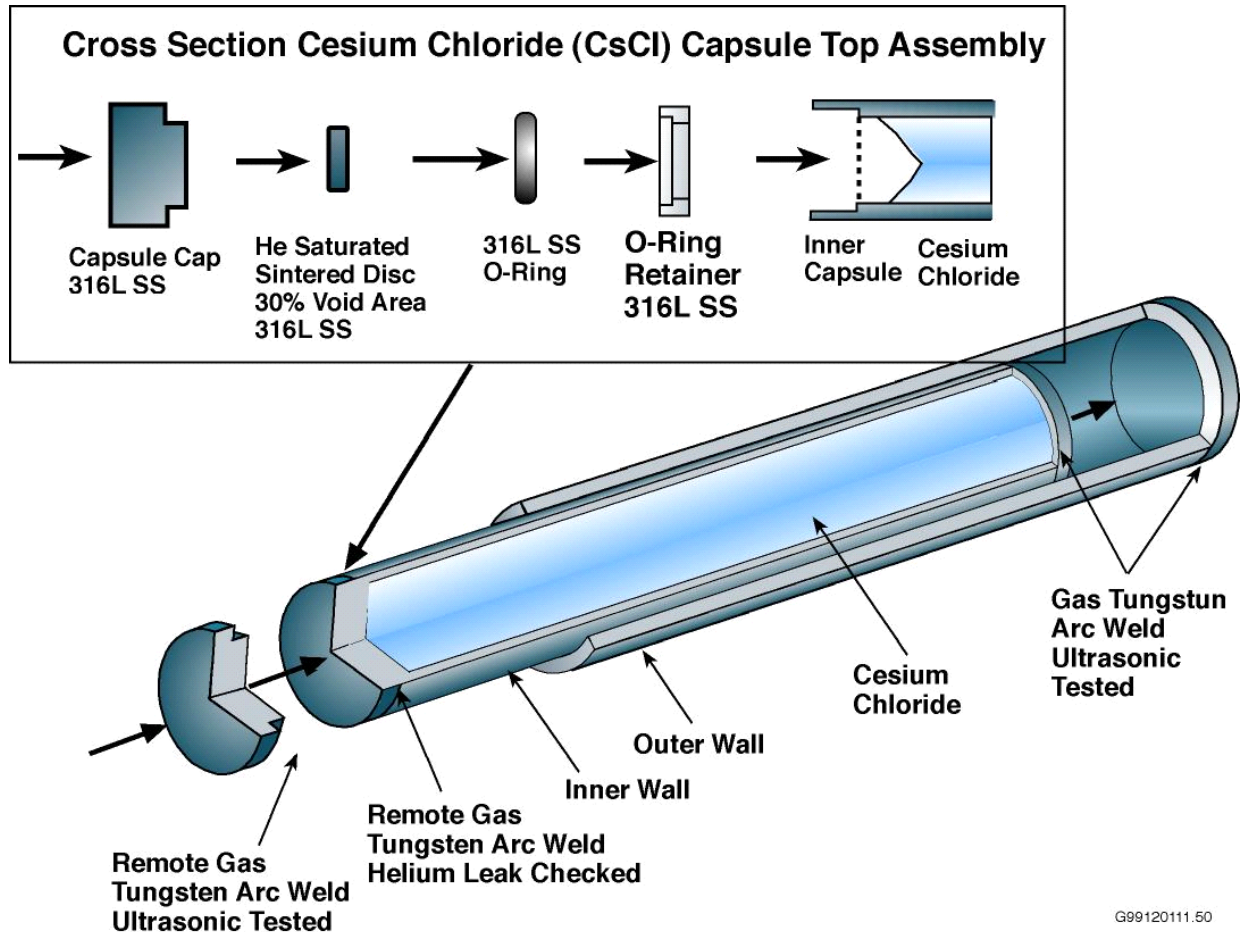 Cross Section Cesium Chloride (CsCl) Capsule Top Assembly
Capsule Cap
316L SS
He Saturated
Sintered Disc
30% Void Area
316L SS
316L SS
O-Ring
O-Ring
Retainer
316L SS
Inner
Capsule
Cesium
Chloride
Gas Tungstun
Arc Weld
Ultrasonic
Tested
Cesium
Chloride
Outer Wall
Inner Wall
Remote Gas
Tungsten Arc Weld
Helium Leak Checked
Remote Gas
Tungsten Arc Weld
Ultrasonic Tested
G99120111.50